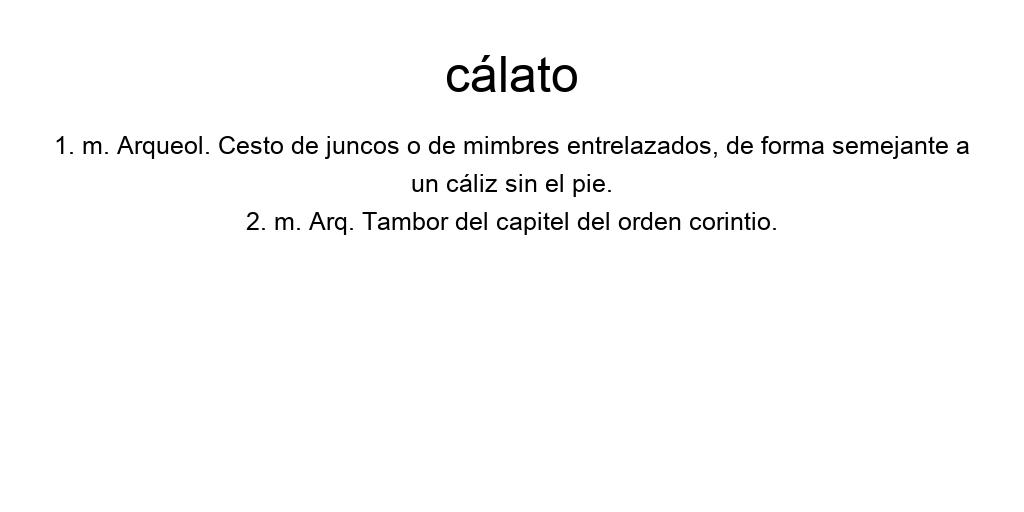 cálato
1. m. Arqueol. Cesto de juncos o de mimbres entrelazados, de forma semejante a
un cáliz sin el pie.
2. m. Arq. Tambor del capitel del orden corintio.